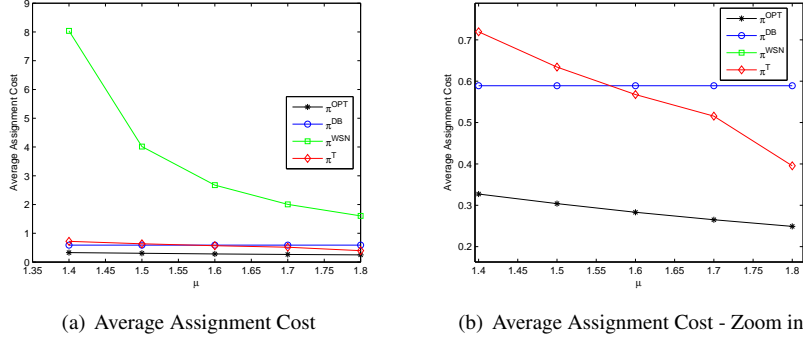 9
8
7
6
5
4
3
2
1
0
Average Assignment Cost
1.35 1.4 1.45 1.5 1.55 1.6 1.65 1.7 1.75 1.8
μ
π^OPT
π^DB
π^WSN
π^T
(a) Average Assignment Cost
0.7
0.6
0.5
0.4
0.3
0.2
Average Assignment Cost
1.4 1.45 1.5 1.55 1.6 1.65 1.7 1.75 1.8
μ
π^OPT
π^DB
π^WSN
π^T
(b) Average Assignment Cost - Zoom in